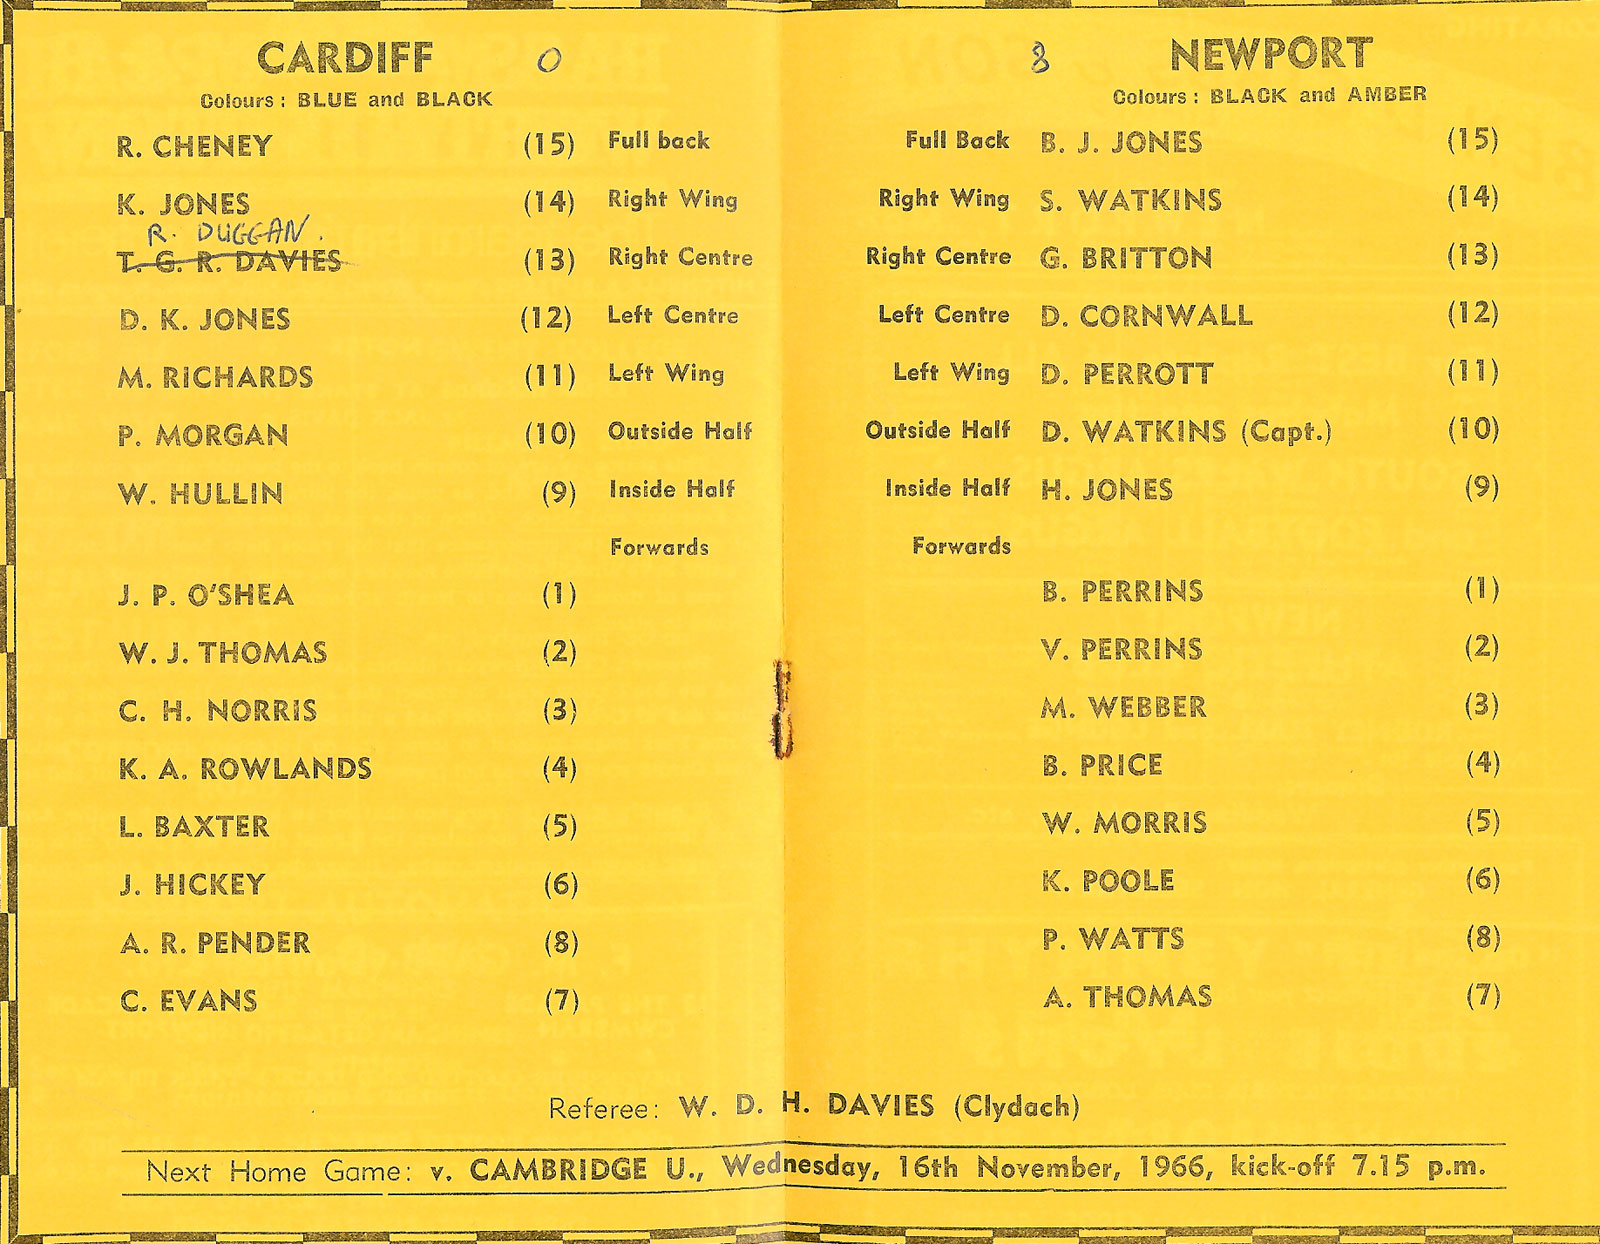 CARDIFF 0
Colours : BLUE and BLACK
R. CHENEY (15) Full back
K. JONES (14) Right Wing
R. DUGGAN.
T. G. R. DAVIES (13) Right Centre
D. K. JONES (12) Left Centre
M. RICHARDS (11) Left Wing
P. MORGAN (10) Outside Half
W. HULLIN (9) Inside Half
Forwards
J. P. O'SHEA (1)
W. J. THOMAS (2)
C. H. NORRIS (3)
K. A. ROWLANDS (4)
L. BAXTER (5)
J. HICKEY (6)
A. R. PENDER (8)
C. EVANS (7)
8 NEWPORT
Colours : BLACK and AMBER
Full Back B. J. JONES (15)
Right Wing S. WATKINS (14)
Right Centre G. BRITTON (13)
Left Centre D. CORNWALL (12)
Left Wing D. PERROTT (11)
Outside Half D. WATKINS (Capt.) (10)
Inside Half H. JONES (9)
Forwards
B. PERRINS (1)
V. PERRINS (2)
M. WEBBER (3)
B. PRICE (4)
W. MORRIS (5)
K. POOLE (6)
P. WATTS (8)
A. THOMAS (7)
Referee: W. D. H. DAVIES (Clydach)
Next Home Game: v. CAMBRIDGE U., Wednesday, 16th November, 1966, kick-off 7.15 p.m.